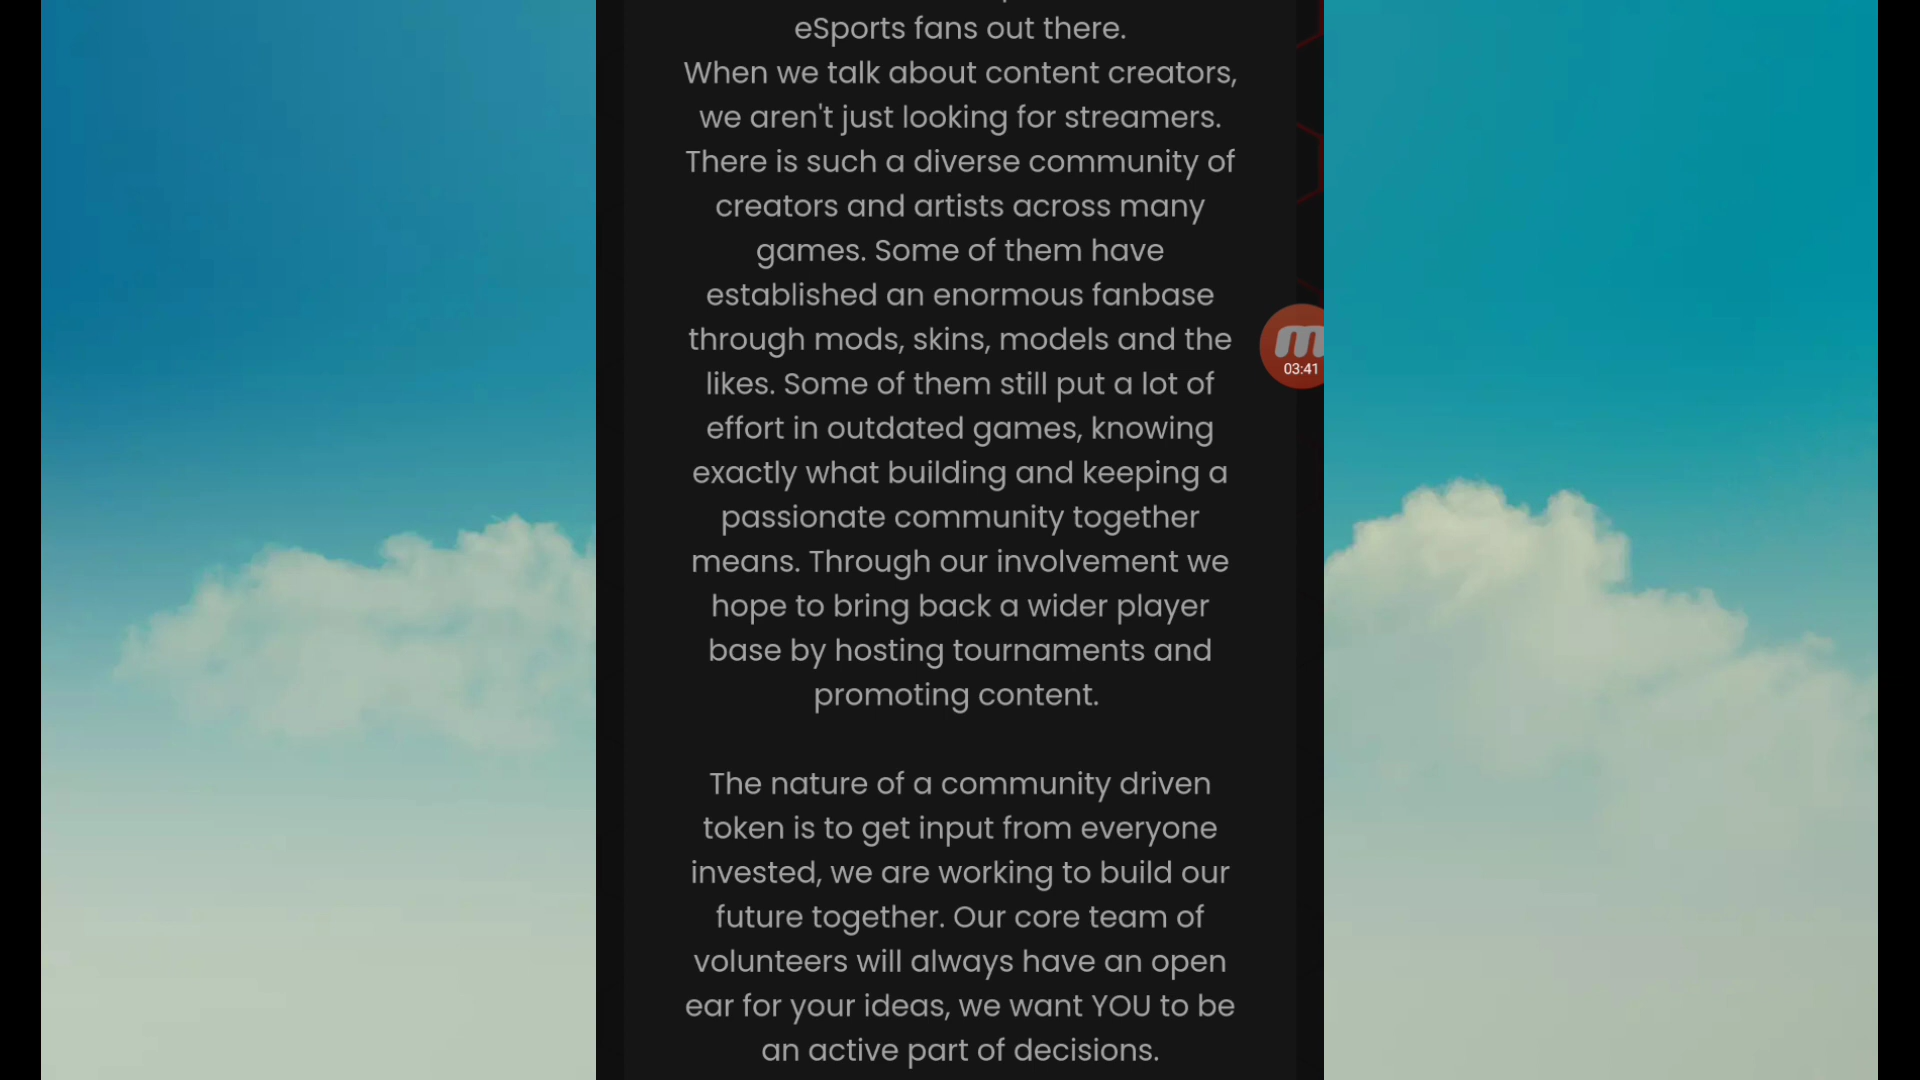 eSports fans out there.
When we talk about content creators,
we aren't just looking for streamers.
There is such a diverse community of
creators and artists across many
games. Some of them have
established an enormous fanbase
through mods, skins, models and the
likes. Some of them still put a lot of
effort in outdated games, knowing
exactly what building and keeping a
passionate community together
means. Through our involvement we
hope to bring back a wider player
base by hosting tournaments and
promoting content.
The nature of a community driven
token is to get input from everyone
invested, we are working to build our
future together. Our core team of
volunteers will always have an open
ear for your ideas, we want YOU to be
an active part of decisions.
m
03:41